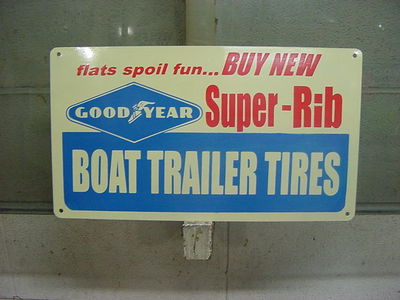 flats spoil fun... BUY NEW
GOOD YEAR Super-Rib
BOAT TRAILER TIRES